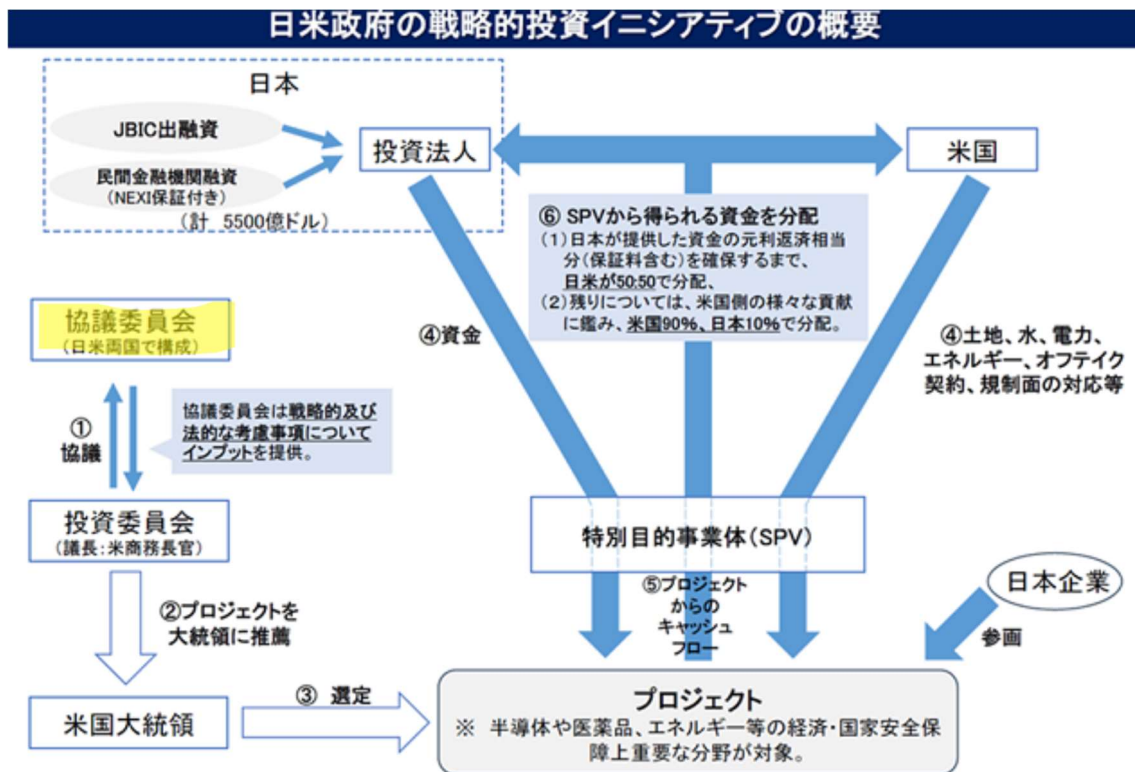 日米政府の戦略的投資イニシアティブの概要
日本
JBIC出融資
民間金融機関融資
(NEXI保証付き)
(計 5500億ドル)
投資法人
米国
⑥ SPVから得られる資金を分配
(1)日本が提供した資金の元利返済相当
分(保証料含む)を確保するまで、
日米が50:50で分配、
(2)残りについては、米国側の様々な貢献
に鑑み、米国90%、日本10%で分配。
協議委員会
(日米両国で構成)
④資金
④土地、水、電力、
エネルギー、オフテイク
契約、規制面の対応等
①
協議
協議委員会は戦略的及び
法的な考慮事項について
インプットを提供。
投資委員会
(議長:米商務長官)
特別目的事業体(SPV)
②プロジェクトを
大統領に推薦
⑤プロジェクト
からの
キャッシュ
フロー
日本企業
参画
米国大統領
③ 選定
プロジェクト
※ 半導体や医薬品、エネルギー等の経済・国家安全保
障上重要な分野が対象。